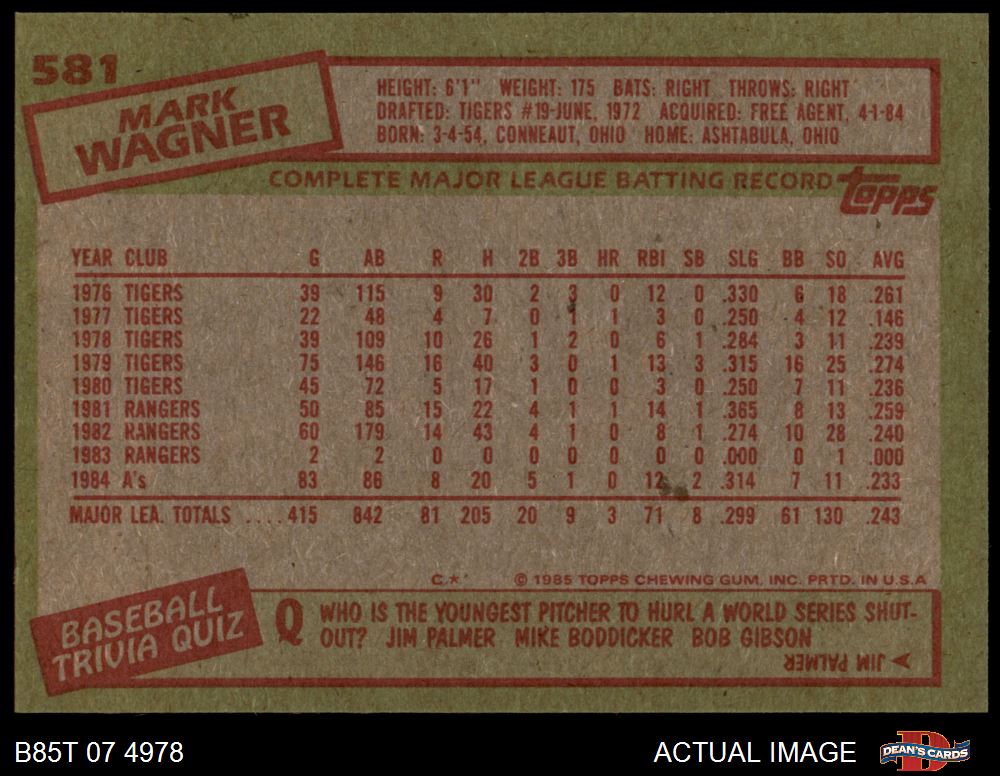 581
MARK
WAGNER
HEIGHT: 6'1" WEIGHT: 175 BATS: RIGHT THROWS: RIGHT
DRAFTED: TIGERS #19-JUNE, 1972 ACQUIRED: FREE AGENT, 4-1-84
BORN: 3-4-54, CONNEAUT, OHIO HOME: ASHTABULA, OHIO
COMPLETE MAJOR LEAGUE BATTING RECORD Topps
YEAR CLUB G AB R H 2B 3B HR RBI SB SLG BB SO AVG
1976 TIGERS 39 115 9 30 2 3 0 12 0 .330 6 18 .261
1977 TIGERS 22 48 4 7 0 1 1 3 0 .250 4 12 .146
1978 TIGERS 39 109 10 26 1 2 0 6 1 .284 3 11 .239
1979 TIGERS 75 146 16 40 3 0 1 13 3 .315 16 25 .274
1980 TIGERS 45 72 5 17 1 0 0 3 0 .250 7 11 .236
1981 RANGERS 50 85 15 22 4 1 1 14 1 .365 8 13 .259
1982 RANGERS 60 179 14 43 4 1 0 8 1 .274 10 28 .240
1983 RANGERS 2 2 0 0 0 0 0 0 0 .000 0 1 .000
1984 A's 83 86 8 20 5 1 0 12 2 .314 7 11 .233
MAJOR LEA. TOTALS ....415 842 81 205 20 9 3 71 8 .299 61 130 .243
C.* © 1985 TOPPS CHEWING GUM, INC. PRTD. IN U.S.A
BASEBALL
TRIVIA QUIZ
Q WHO IS THE YOUNGEST PITCHER TO HURL A WORLD SERIES SHUT-
OUT? JIM PALMER MIKE BODDICKER BOB GIBSON
JIM PALMER
B85T 07 4978
ACTUAL IMAGE
DEAN'S CARDS